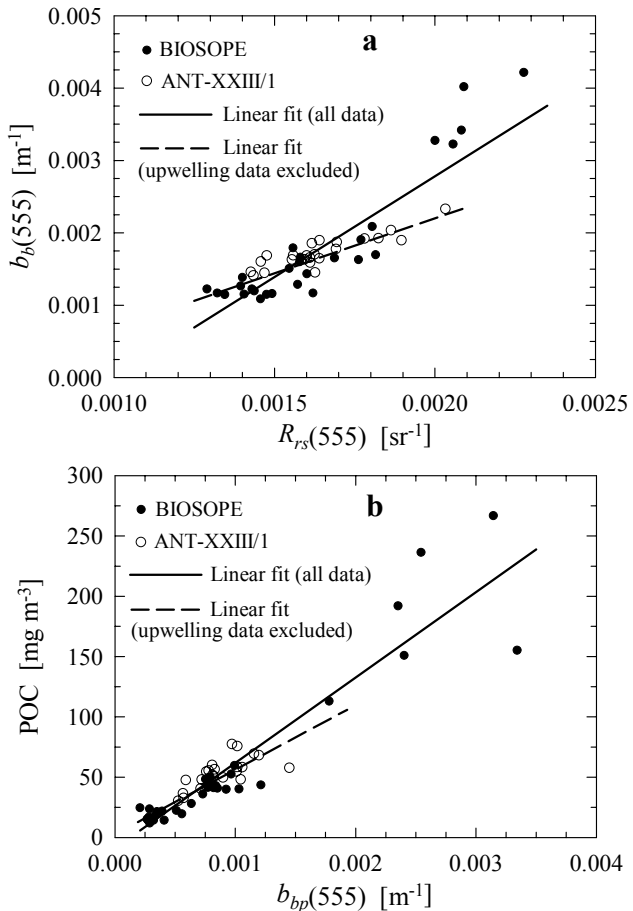 0.005
a
BIOSOPE
ANT-XXIII/1
0.004
Linear fit (all data)
Linear fit
(upwelling data excluded)
0.003
b_b(555) [m⁻¹]
0.002
0.001
0.000
0.0010 0.0015 0.0020 0.0025
R_rs(555) [sr⁻¹]
300
b
BIOSOPE
250
ANT-XXIII/1
Linear fit (all data)
200
Linear fit
(upwelling data excluded)
150
POC [mg m⁻³]
100
50
0
0.000 0.001 0.002 0.003 0.004
b_bp(555) [m⁻¹]